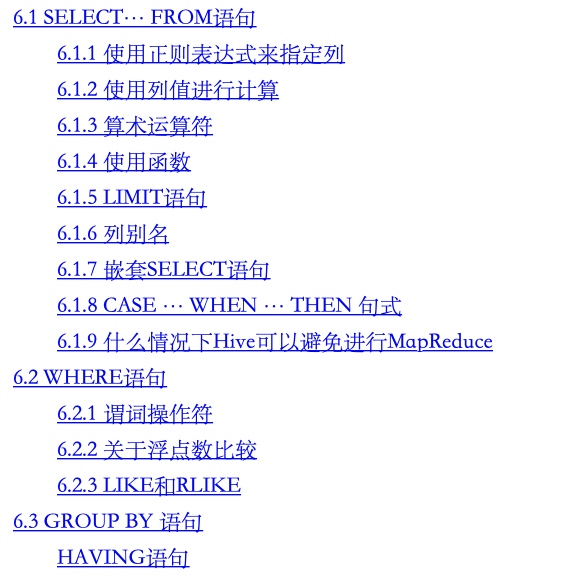 6.1 SELECT… FROM语句
6.1.1 使用正则表达式来指定列
6.1.2 使用列值进行计算
6.1.3 算术运算符
6.1.4 使用函数
6.1.5 LIMIT语句
6.1.6 列别名
6.1.7 嵌套SELECT语句
6.1.8 CASE … WHEN … THEN 句式
6.1.9 什么情况下Hive可以避免进行MapReduce
6.2 WHERE语句
6.2.1 谓词操作符
6.2.2 关于浮点数比较
6.2.3 LIKE和RLIKE
6.3 GROUP BY 语句
HAVING语句